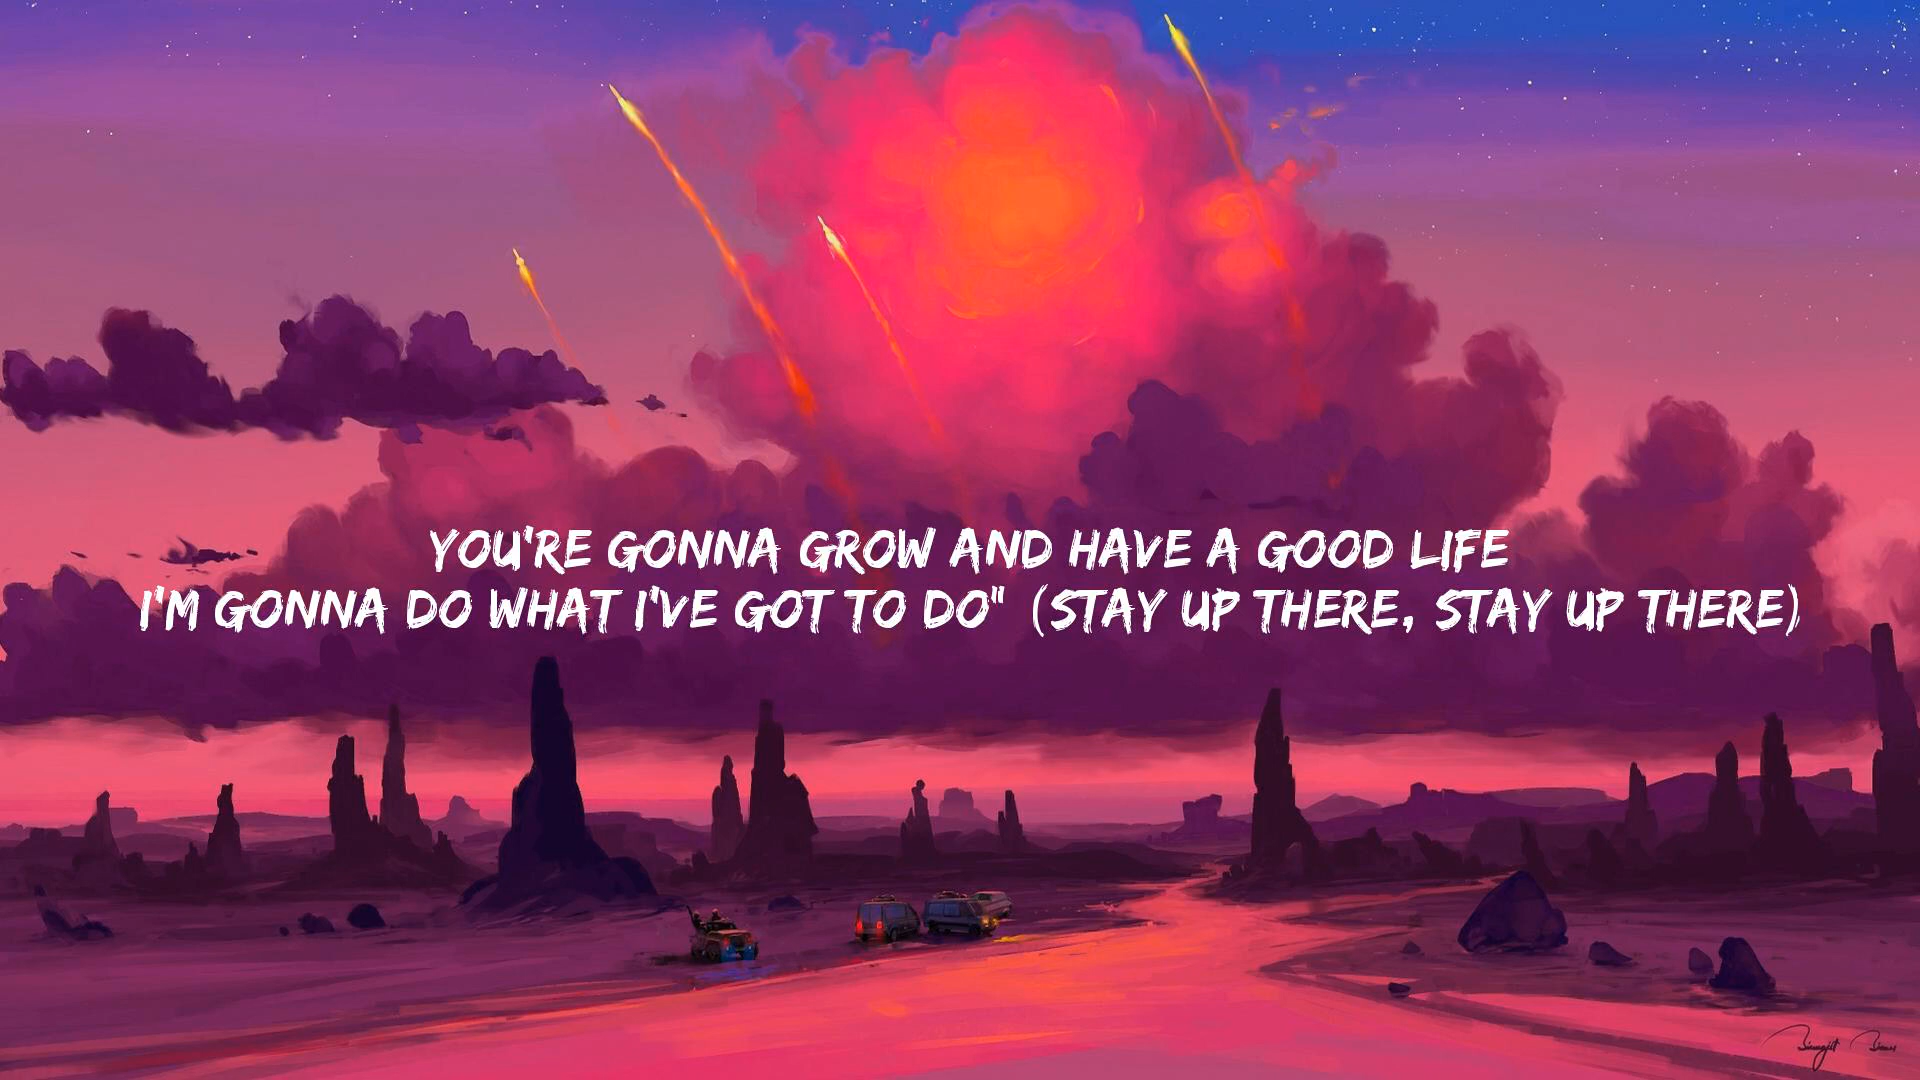 YOU'RE GONNA GROW AND HAVE A GOOD LIFE
I'M GONNA DO WHAT I'VE GOT TO DO" (STAY UP THERE, STAY UP THERE)